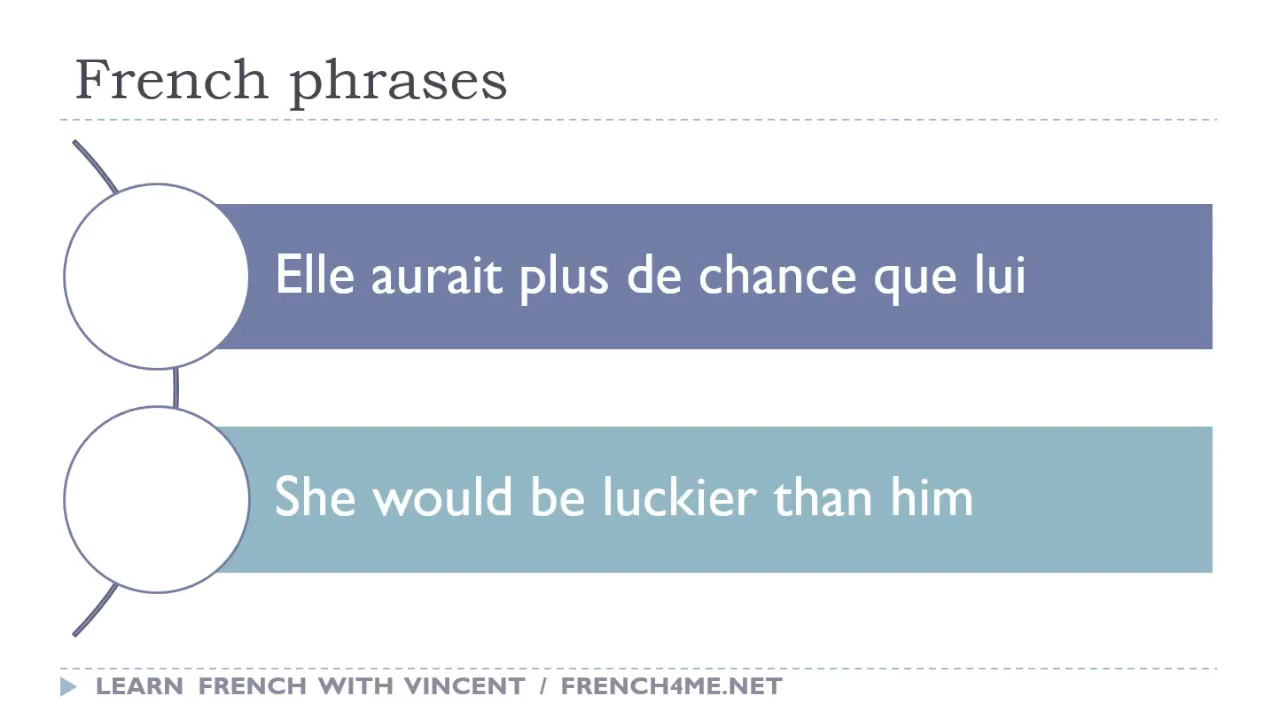 French phrases
Elle aurait plus de chance que lui
She would be luckier than him
LEARN FRENCH WITH VINCENT / FRENCH4ME.NET